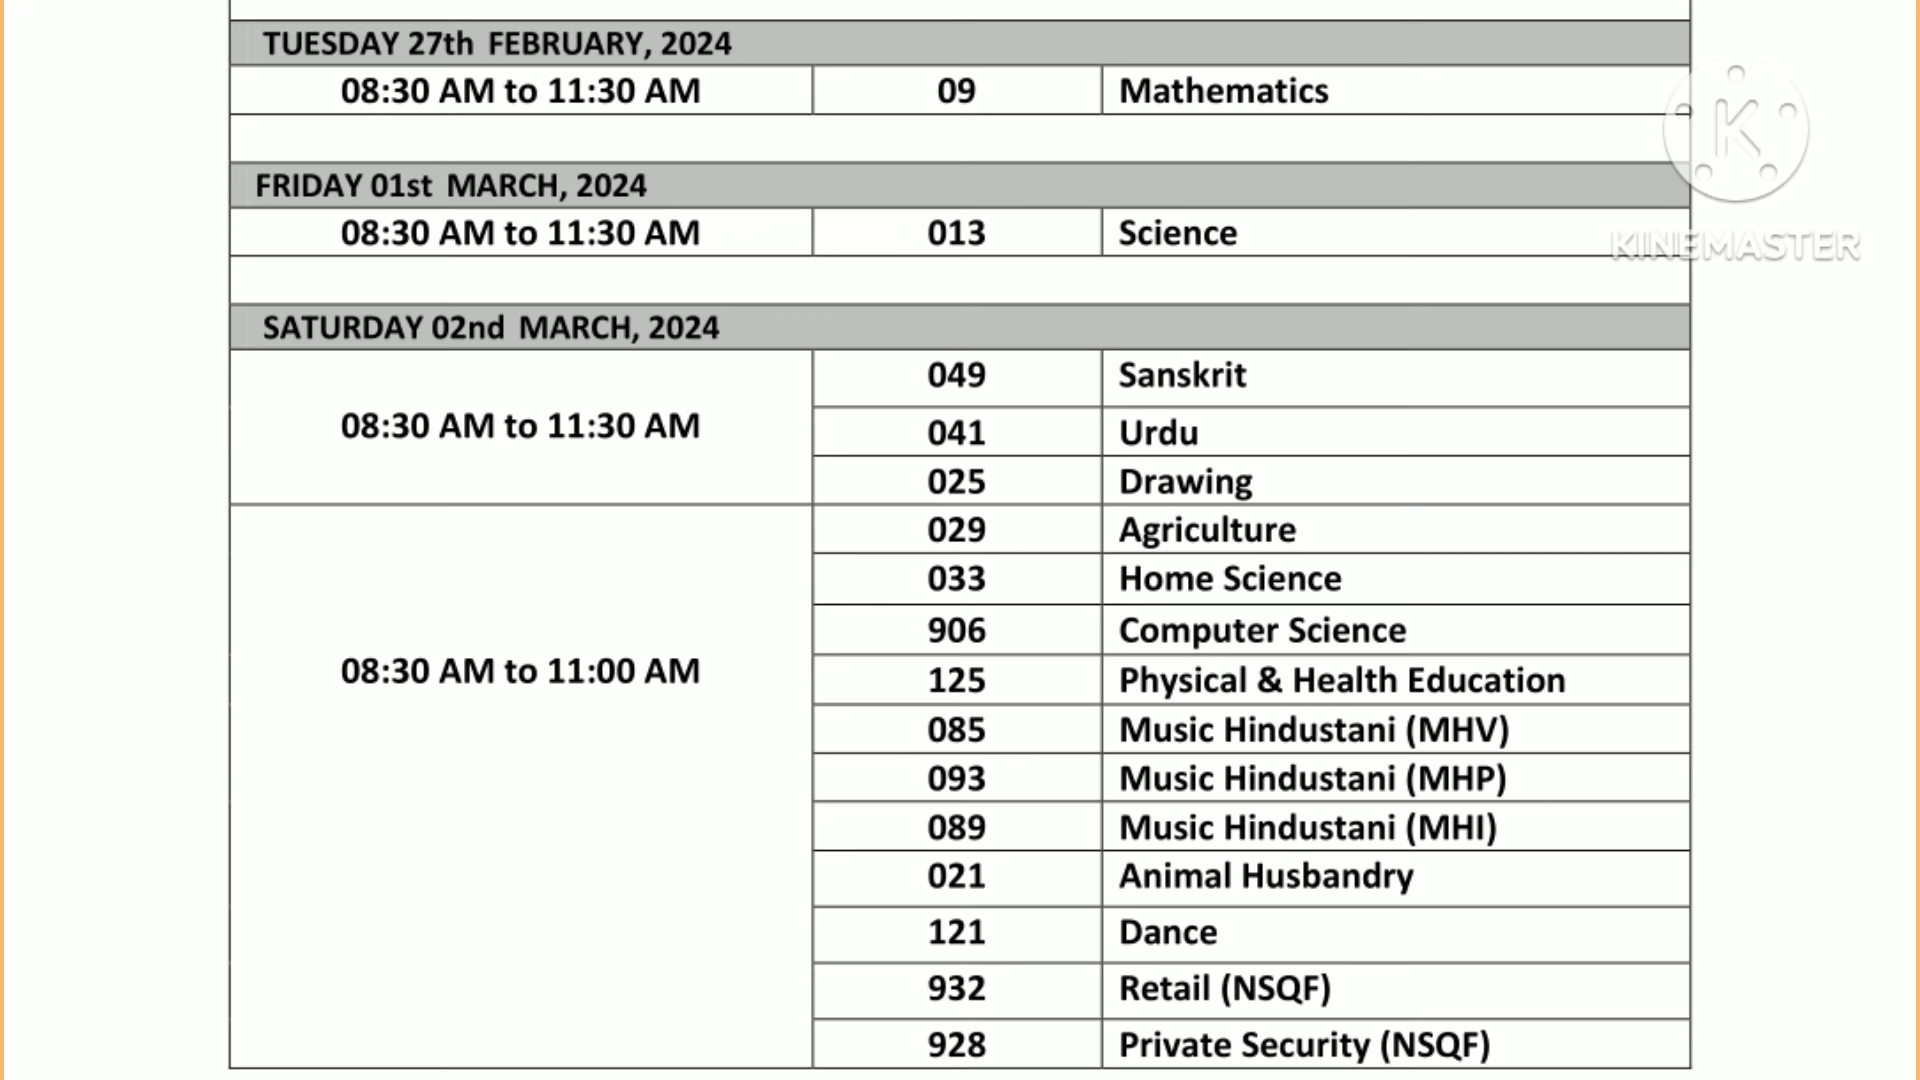 TUESDAY 27th FEBRUARY, 2024
08:30 AM to 11:30 AM 09 Mathematics
FRIDAY 01st MARCH, 2024
08:30 AM to 11:30 AM 013 Science
KINEMASTER
SATURDAY 02nd MARCH, 2024
08:30 AM to 11:30 AM
049 Sanskrit
041 Urdu
025 Drawing
08:30 AM to 11:00 AM
029 Agriculture
033 Home Science
906 Computer Science
125 Physical & Health Education
085 Music Hindustani (MHV)
093 Music Hindustani (MHP)
089 Music Hindustani (MHI)
021 Animal Husbandry
121 Dance
932 Retail (NSQF)
928 Private Security (NSQF)